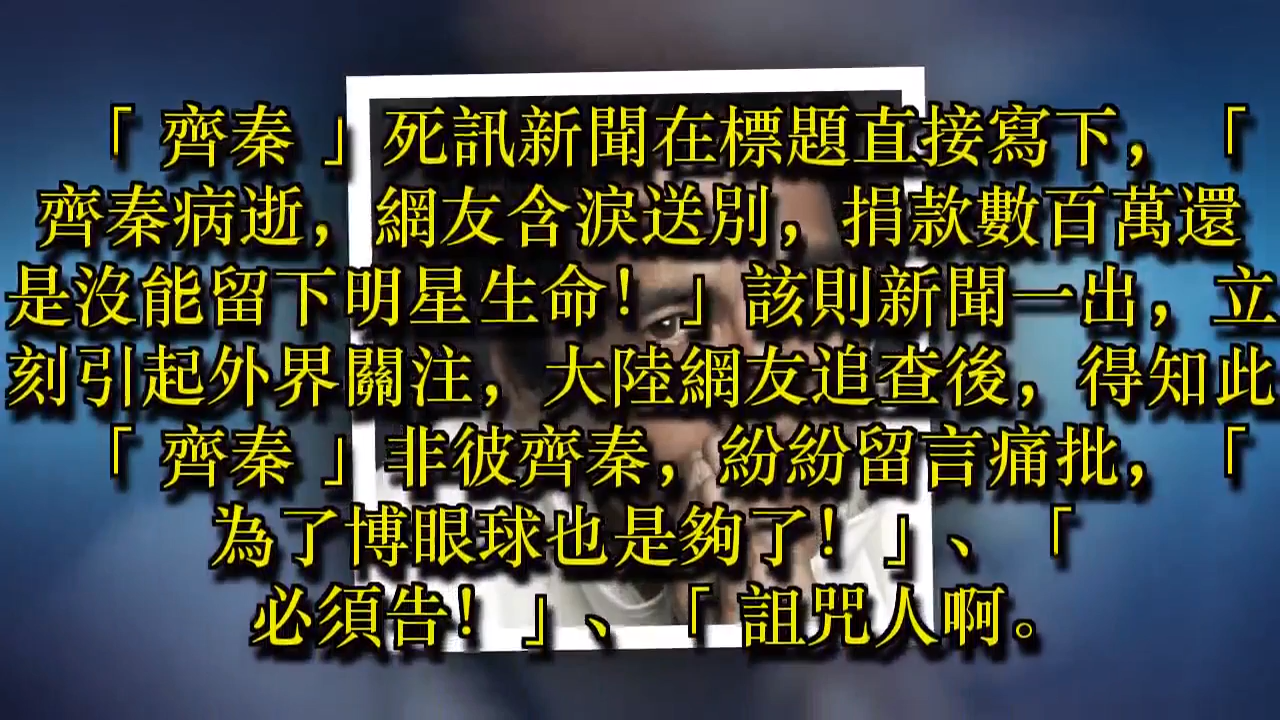 「 齊秦 」死訊新聞在標題直接寫下，「
齊秦病逝，網友含淚送別，捐款數百萬還
是沒能留下明星生命！」該則新聞一出，立
刻引起外界關注，大陸網友追查後，得知此
「 齊秦 」非彼齊秦，紛紛留言痛批，「
為了博眼球也是夠了！」、「
必須告！」、「 詛咒人啊。